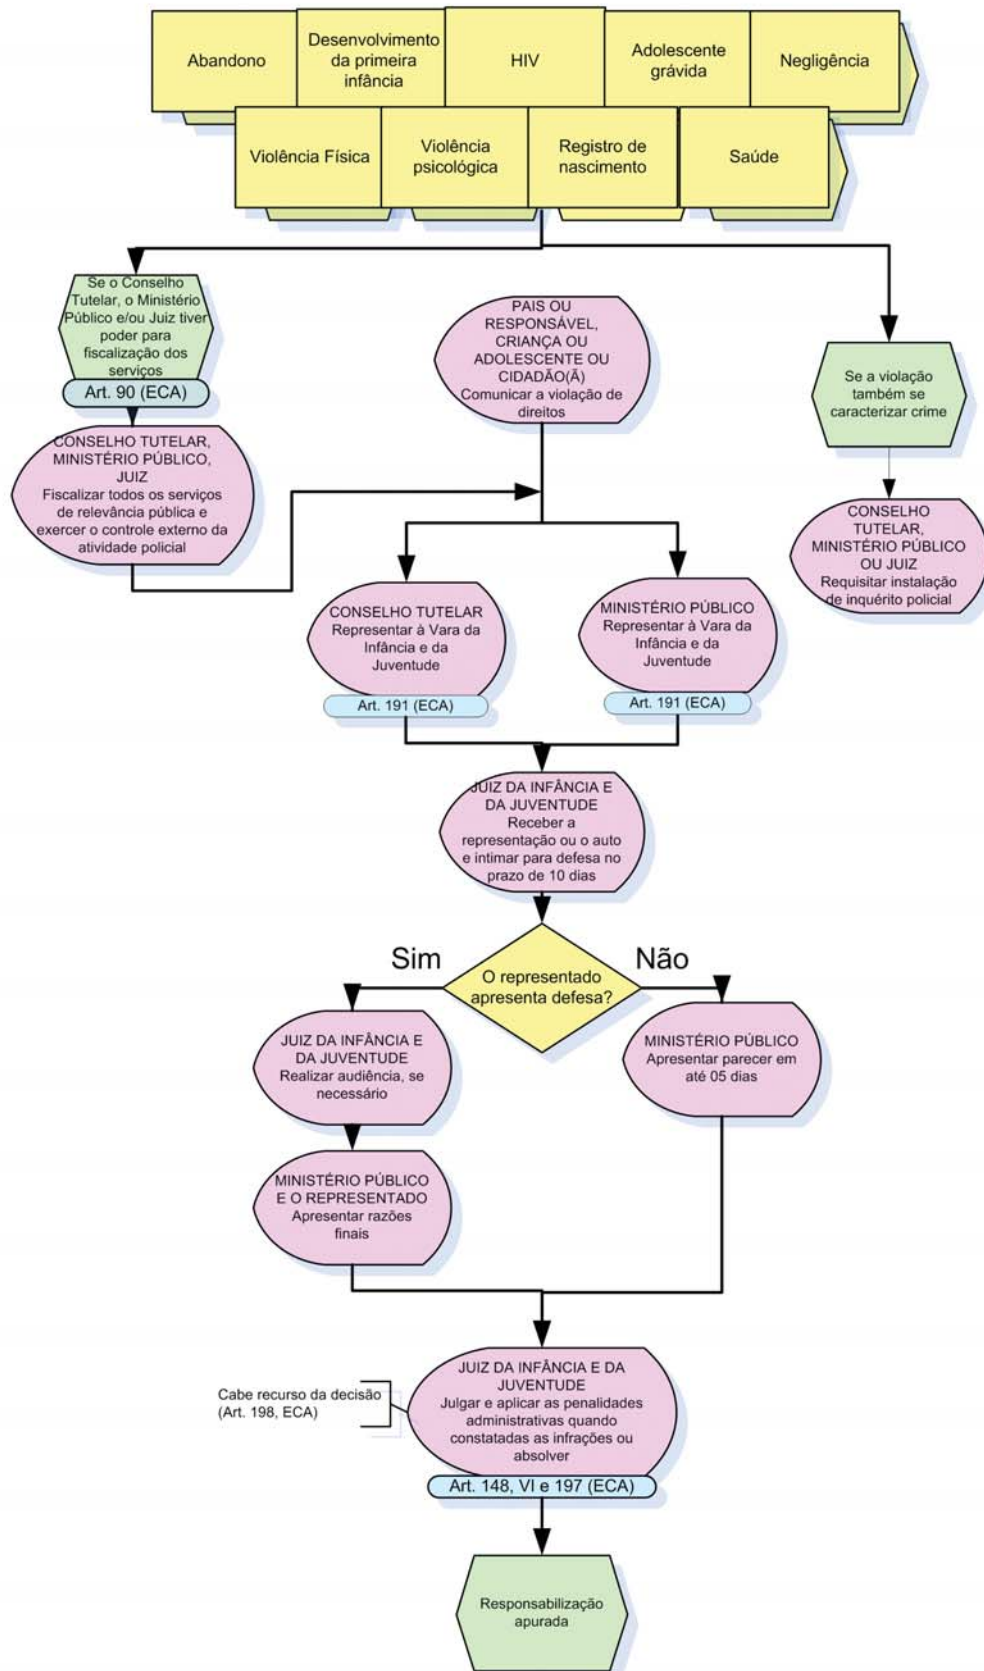 Abandono
Desenvolvimento
da primeira
infância
HIV
Adolescente
grávida
Negligência
Violência Física
Violência
psicológica
Registro de
nascimento
Saúde
Se o Conselho
Tutelar, o Ministério
Público e/ou Juiz tiver
poder para
fiscalização dos
serviços
Art. 90 (ECA)
CONSELHO TUTELAR,
MINISTÉRIO PÚBLICO,
JUIZ
Fiscalizar todos os serviços
de relevância pública e
exercer o controle externo da
atividade policial
PAIS OU
RESPONSÁVEL,
CRIANÇA OU
ADOLESCENTE OU
CIDADÃO(Ã)
Comunicar a violação de
direitos
Se a violação
também se
caracterizar crime
CONSELHO
TUTELAR,
MINISTÉRIO PÚBLICO
OU JUIZ
Requisitar instalação
de inquérito policial
CONSELHO TUTELAR
Representar à Vara da
Infância e da
Juventude
Art. 191 (ECA)
MINISTÉRIO PÚBLICO
Representar à Vara da
Infância e da
Juventude
Art. 191 (ECA)
JUIZ DA INFÂNCIA E
DA JUVENTUDE
Receber a
representação ou o auto
e intimar para defesa no
prazo de 10 dias
Sim
Não
O representado
apresenta defesa?
JUIZ DA INFÂNCIA E
DA JUVENTUDE
Realizar audiência, se
necessário
MINISTÉRIO PÚBLICO
Apresentar parecer em
até 05 dias
MINISTÉRIO PÚBLICO
E O REPRESENTADO
Apresentar razões
finais
JUIZ DA INFÂNCIA E DA
JUVENTUDE
Julgar e aplicar as penalidades
administrativas quando
constatadas as infrações ou
absolver
Cabe recurso da decisão
(Art. 198, ECA)
Art. 148, VI e 197 (ECA)
Responsabilização
apurada